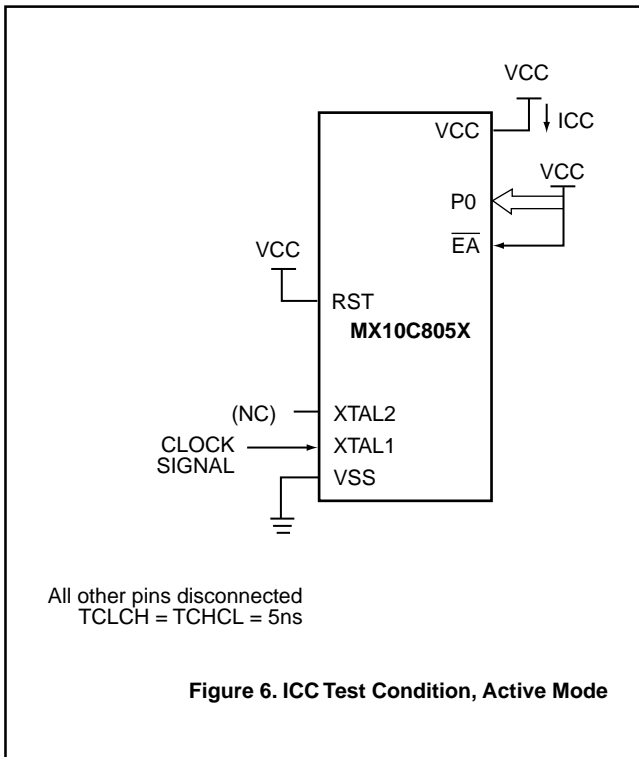 VCC
VCC
ICC
VCC
P0
EA
VCC
RST
MX10C805X
(NC)
XTAL2
CLOCK
SIGNAL
XTAL1
VSS
All other pins disconnected
TCLCH = TCHCL = 5ns
Figure 6. ICC Test Condition, Active Mode